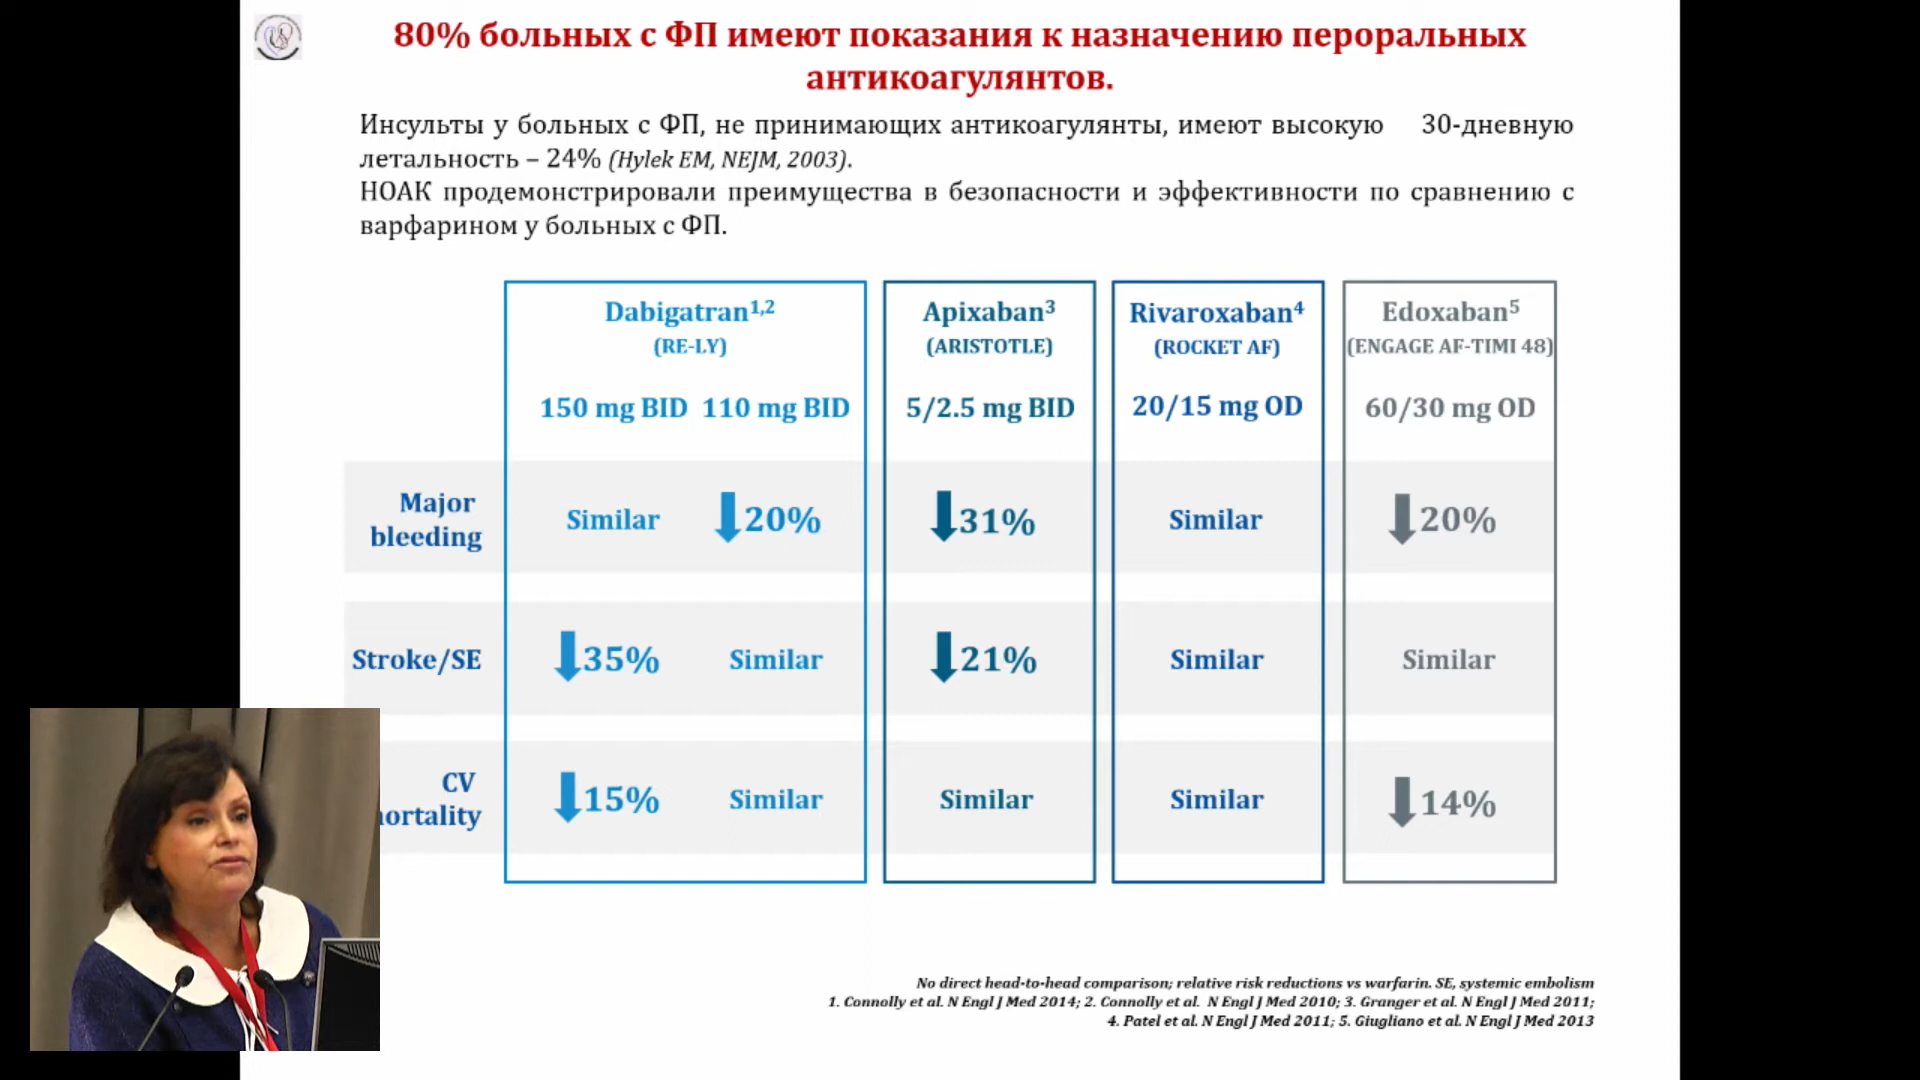 80% больных с ФП имеют показания к назначению пероральных
антикоагулянтов.
Инсульты у больных с ФП, не принимающих антикоагулянты, имеют высокую 30-дневную
летальность – 24% (Hylek EM, NEJM, 2003).
НОАК продемонстрировали преимущества в безопасности и эффективности по сравнению с
варфарином у больных с ФП.
Dabigatran1,2 Apixaban3 Rivaroxaban4 Edoxaban5
(RE-LY) (ARISTOTLE) (ROCKET AF) (ENGAGE AF-TIMI 48)
150 mg BID 110 mg BID 5/2.5 mg BID 20/15 mg OD 60/30 mg OD
Major
bleeding Similar 20% 31% Similar 20%
Stroke/SE 35% Similar 21% Similar Similar
CV
ortality 15% Similar Similar Similar 14%
No direct head-to-head comparison; relative risk reductions vs warfarin. SE, systemic embolism
1. Connolly et al. N Engl J Med 2014; 2. Connolly et al. N Engl J Med 2010; 3. Granger et al. N Engl J Med 2011;
4. Patel et al. N Engl J Med 2011; 5. Giugliano et al. N Engl J Med 2013